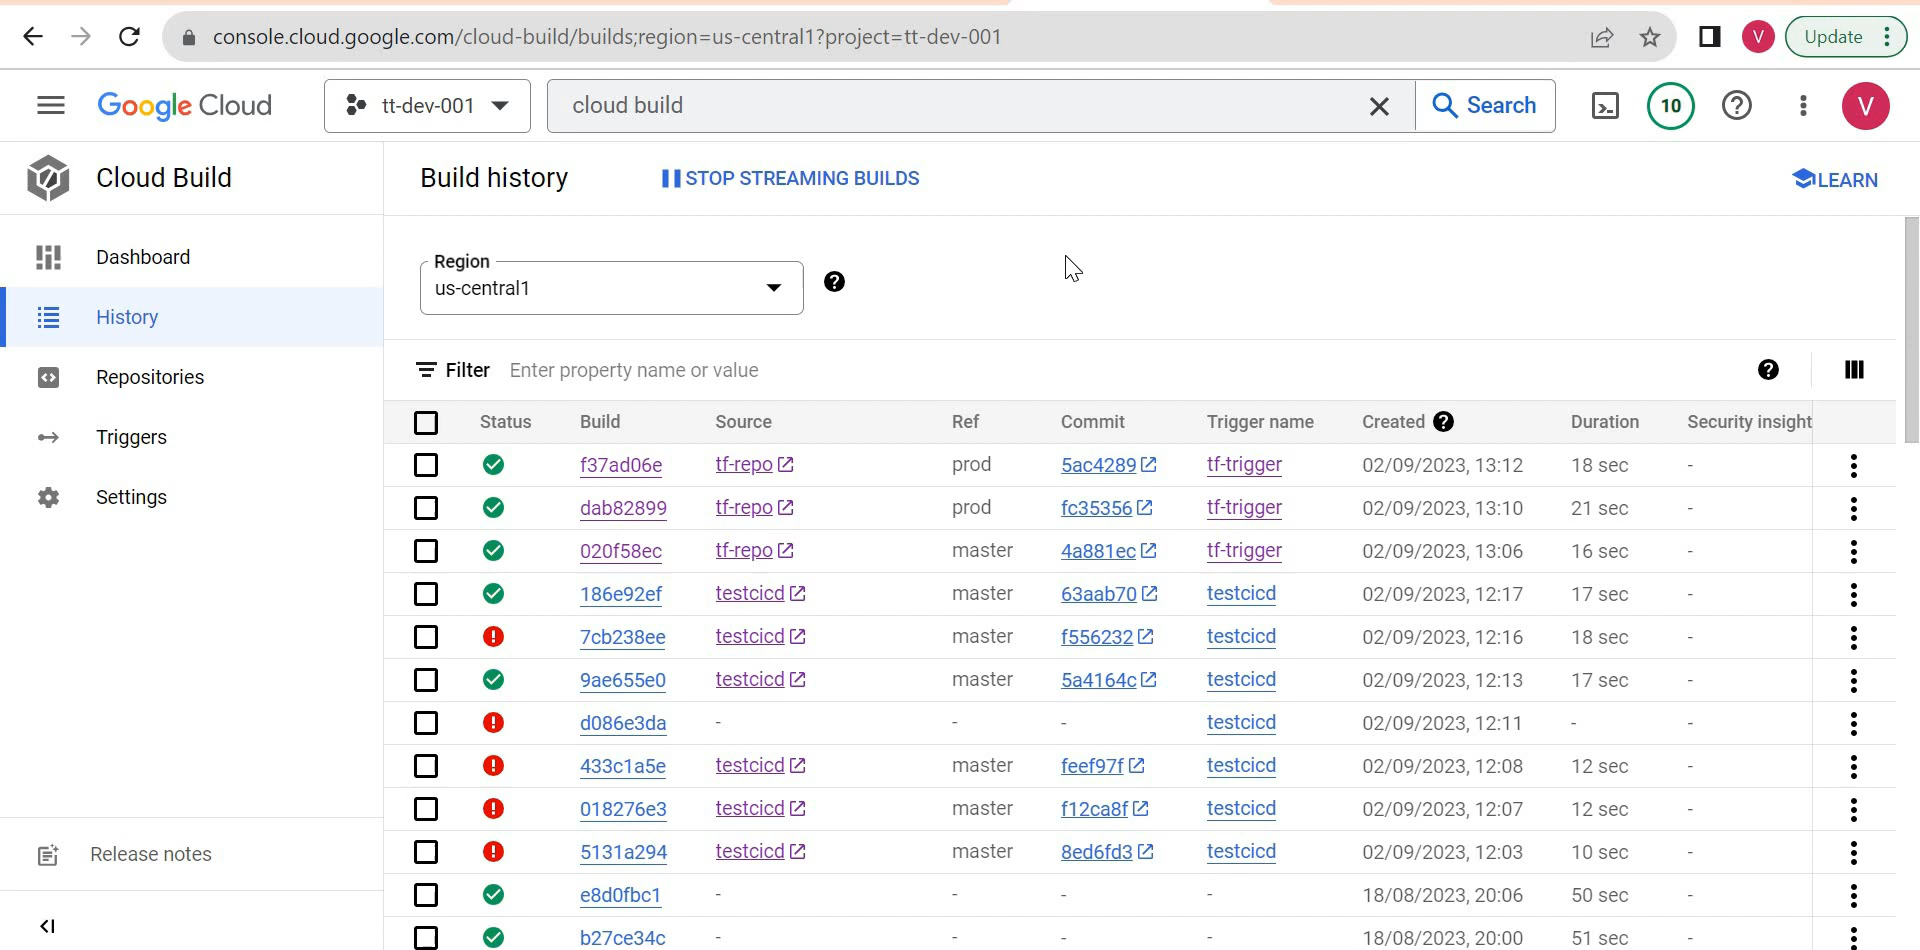 console.cloud.google.com/cloud-build/builds;region=us-central1?project=tt-dev-001
V
Update
Google Cloud
tt-dev-001
cloud build
Search
10
V
Cloud Build
Build history
STOP STREAMING BUILDS
LEARN
Dashboard
History
Repositories
Triggers
Settings
Release notes
Region
us-central1
Filter Enter property name or value
Status Build Source Ref Commit Trigger name Created Duration Security insight
f37ad06e tf-repo prod 5ac4289 tf-trigger 02/09/2023, 13:12 18 sec -
dab82899 tf-repo prod fc35356 tf-trigger 02/09/2023, 13:10 21 sec -
020f58ec tf-repo master 4a881ec tf-trigger 02/09/2023, 13:06 16 sec -
186e92ef testcicd master 63aab70 testcicd 02/09/2023, 12:17 17 sec -
7cb238ee testcicd master f556232 testcicd 02/09/2023, 12:16 18 sec -
9ae655e0 testcicd master 5a4164c testcicd 02/09/2023, 12:13 17 sec -
d086e3da - - - testcicd 02/09/2023, 12:11 - -
433c1a5e testcicd master feef97f testcicd 02/09/2023, 12:08 12 sec -
018276e3 testcicd master f12ca8f testcicd 02/09/2023, 12:07 12 sec -
5131a294 testcicd master 8ed6fd3 testcicd 02/09/2023, 12:03 10 sec -
e8d0fbc1 - - - - 18/08/2023, 20:06 50 sec -
b27ce34c - - - - 18/08/2023, 20:00 51 sec -